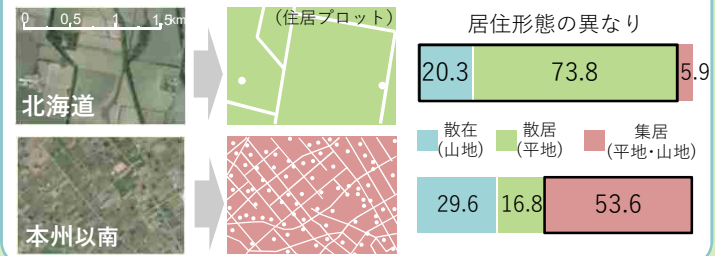 0 0.5 1 1.5km
北海道
(住居プロット)
居住形態の異なり
20.3 73.8 5.9
散在
(山地)
散居
(平地)
集居
(平地・山地)
本州以南
29.6 16.8 53.6